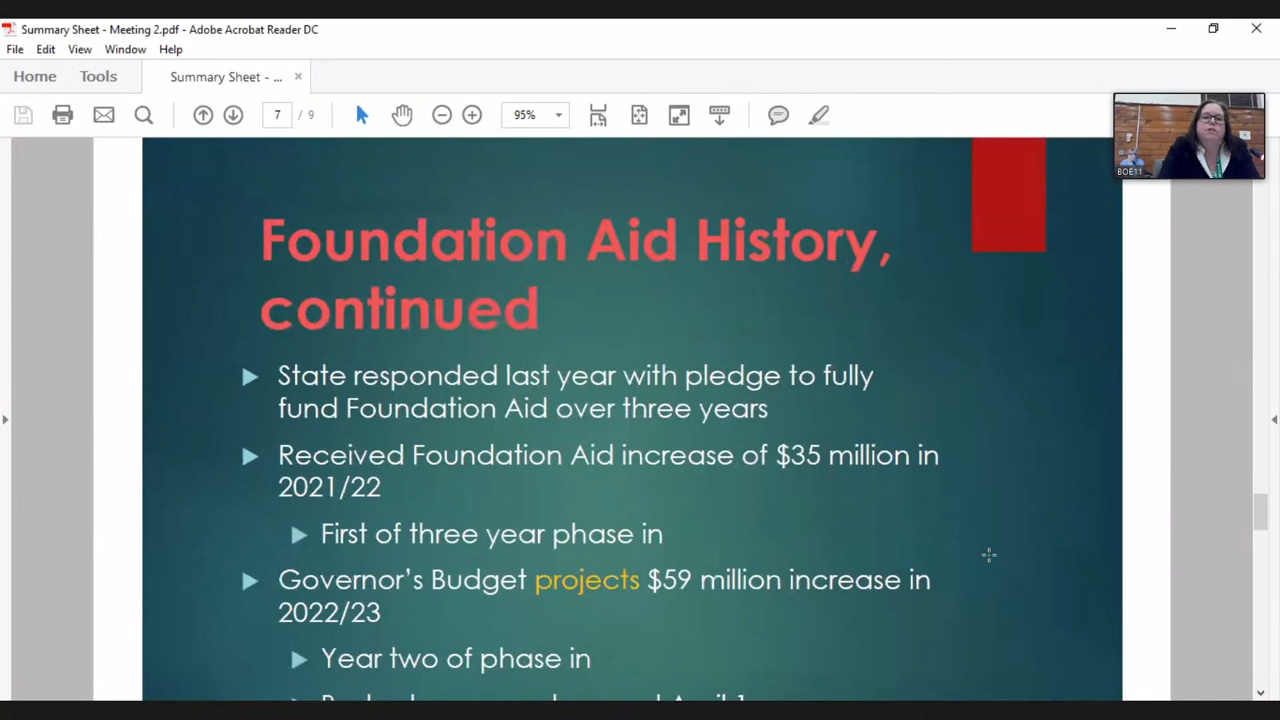 Summary Sheet - Meeting 2.pdf - Adobe Acrobat Reader DC
File Edit View Window Help
Home Tools Summary Sheet - ... ×
7 / 9 95%
BOE11
Foundation Aid History,
continued
State responded last year with pledge to fully
fund Foundation Aid over three years
Received Foundation Aid increase of $35 million in
2021/22
First of three year phase in
Governor's Budget projects $59 million increase in
2022/23
Year two of phase in